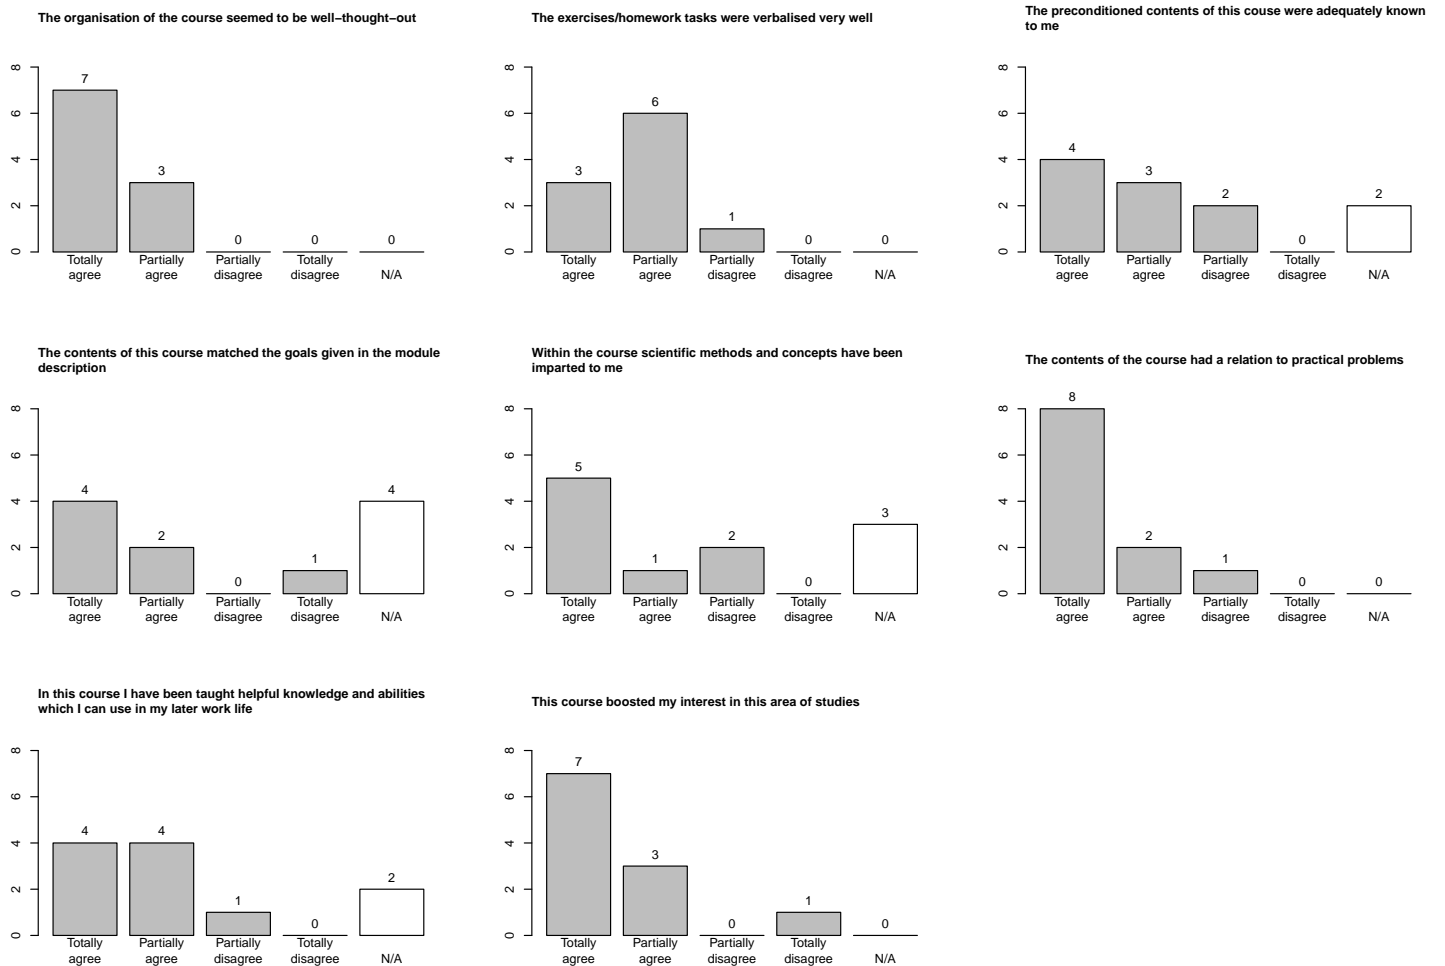 The organisation of the course seemed to be well−thought−out
8
6
4
2
0
7
3
0
0
0
Totally agree
Partially agree
Partially disagree
Totally disagree
N/A
The exercises/homework tasks were verbalised very well
8
6
4
2
0
3
6
1
0
0
Totally agree
Partially agree
Partially disagree
Totally disagree
N/A
The preconditioned contents of this couse were adequately known
to me
8
6
4
2
0
4
3
2
0
2
Totally agree
Partially agree
Partially disagree
Totally disagree
N/A
The contents of this course matched the goals given in the module
description
8
6
4
2
0
4
2
0
1
4
Totally agree
Partially agree
Partially disagree
Totally disagree
N/A
Within the course scientific methods and concepts have been
imparted to me
8
6
4
2
0
5
1
2
0
3
Totally agree
Partially agree
Partially disagree
Totally disagree
N/A
The contents of the course had a relation to practical problems
8
6
4
2
0
8
2
1
0
0
Totally agree
Partially agree
Partially disagree
Totally disagree
N/A
In this course I have been taught helpful knowledge and abilities
which I can use in my later work life
8
6
4
2
0
4
4
1
0
2
Totally agree
Partially agree
Partially disagree
Totally disagree
N/A
This course boosted my interest in this area of studies
8
6
4
2
0
7
3
0
1
0
Totally agree
Partially agree
Partially disagree
Totally disagree
N/A